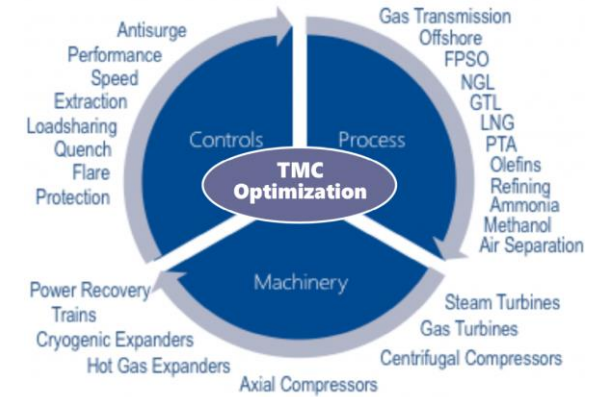 Antisurge
Performance
Speed
Extraction
Loadsharing
Quench
Flare
Protection
Controls
Gas Transmission
Offshore
FPSO
NGL
GTL
LNG
PTA
Olefins
Refining
Ammonia
Methanol
Air Separation
Process
TMC
Optimization
Machinery
Power Recovery
Trains
Cryogenic Expanders
Hot Gas Expanders
Axial Compressors
Steam Turbines
Gas Turbines
Centrifugal Compressors